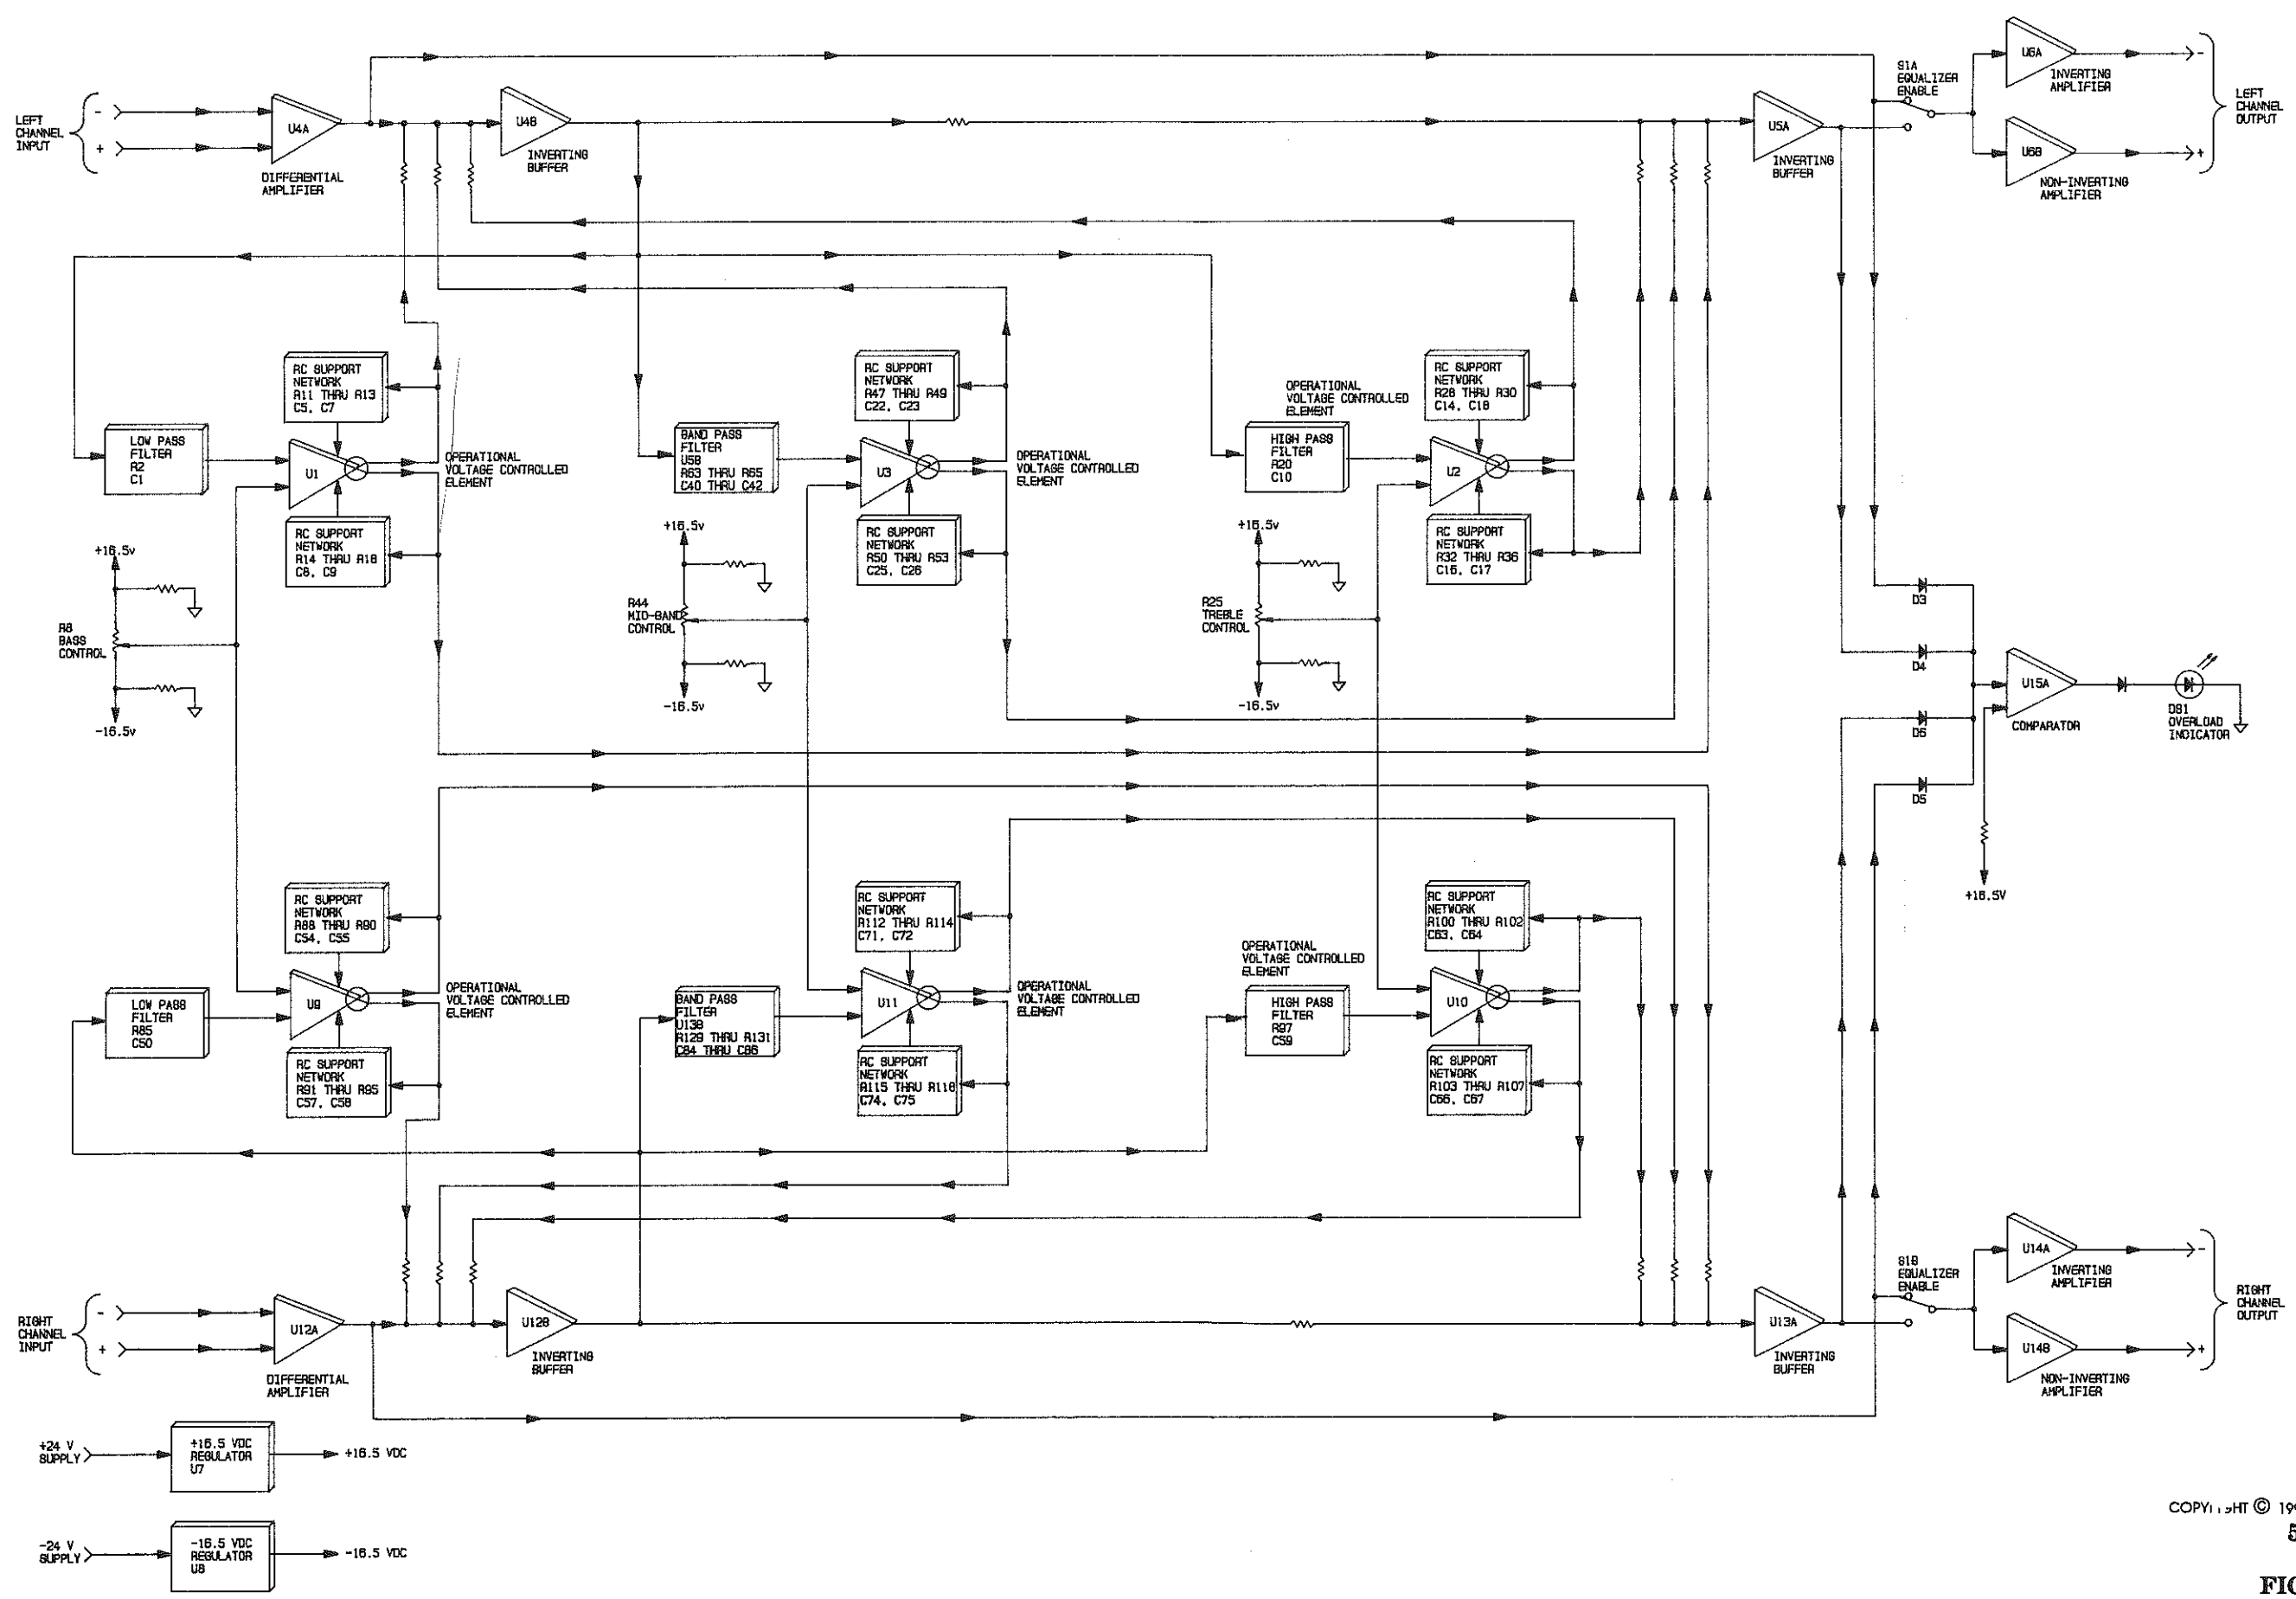 LEFT
CHANNEL
INPUT
-
+
U4A
DIFFERENTIAL
AMPLIFIER
U4B
INVERTING
BUFFER
U5A
INVERTING
BUFFER
S1A
EQUALIZER
ENABLE
U6A
INVERTING
AMPLIFIER
U6B
NON-INVERTING
AMPLIFIER
-
+
LEFT
CHANNEL
OUTPUT
LOW PASS
FILTER
R2
C1
RC SUPPORT
NETWORK
R11 THRU R13
C5, C7
U1
OPERATIONAL
VOLTAGE CONTROLLED
ELEMENT
RC SUPPORT
NETWORK
R14 THRU R18
C8, C9
BAND PASS
FILTER
U5B
R63 THRU R65
C40 THRU C42
RC SUPPORT
NETWORK
R47 THRU R49
C22, C23
U3
OPERATIONAL
VOLTAGE CONTROLLED
ELEMENT
RC SUPPORT
NETWORK
R50 THRU R53
C25, C26
OPERATIONAL
VOLTAGE CONTROLLED
ELEMENT
HIGH PASS
FILTER
R20
C10
RC SUPPORT
NETWORK
R28 THRU R30
C14, C18
U2
RC SUPPORT
NETWORK
R32 THRU R36
C16, C17
+16.5v
R8
BASS
CONTROL
-16.5v
+16.5v
R44
MID-BAND
CONTROL
-16.5v
+16.5v
R25
TREBLE
CONTROL
-16.5v
D3
D4
D6
D5
U15A
COMPARATOR
+16.5V
DS1
OVERLOAD
INDICATOR
LOW PASS
FILTER
R85
C50
RC SUPPORT
NETWORK
R88 THRU R90
C54, C55
U9
OPERATIONAL
VOLTAGE CONTROLLED
ELEMENT
RC SUPPORT
NETWORK
R91 THRU R95
C57, C58
BAND PASS
FILTER
U13B
R129 THRU R131
C84 THRU C86
RC SUPPORT
NETWORK
R112 THRU R114
C71, C72
U11
OPERATIONAL
VOLTAGE CONTROLLED
ELEMENT
RC SUPPORT
NETWORK
R115 THRU R118
C74, C75
OPERATIONAL
VOLTAGE CONTROLLED
ELEMENT
HIGH PASS
FILTER
R97
C59
RC SUPPORT
NETWORK
R100 THRU R102
C63, C64
U10
RC SUPPORT
NETWORK
R103 THRU R107
C66, C67
RIGHT
CHANNEL
INPUT
-
+
U12A
DIFFERENTIAL
AMPLIFIER
U12B
INVERTING
BUFFER
U13A
INVERTING
BUFFER
S1B
EQUALIZER
ENABLE
U14A
INVERTING
AMPLIFIER
U14B
NON-INVERTING
AMPLIFIER
-
+
RIGHT
CHANNEL
OUTPUT
+24 V
SUPPLY
+16.5 VDC
REGULATOR
U7
+16.5 VDC
-24 V
SUPPLY
-16.5 VDC
REGULATOR
U8
-16.5 VDC
©